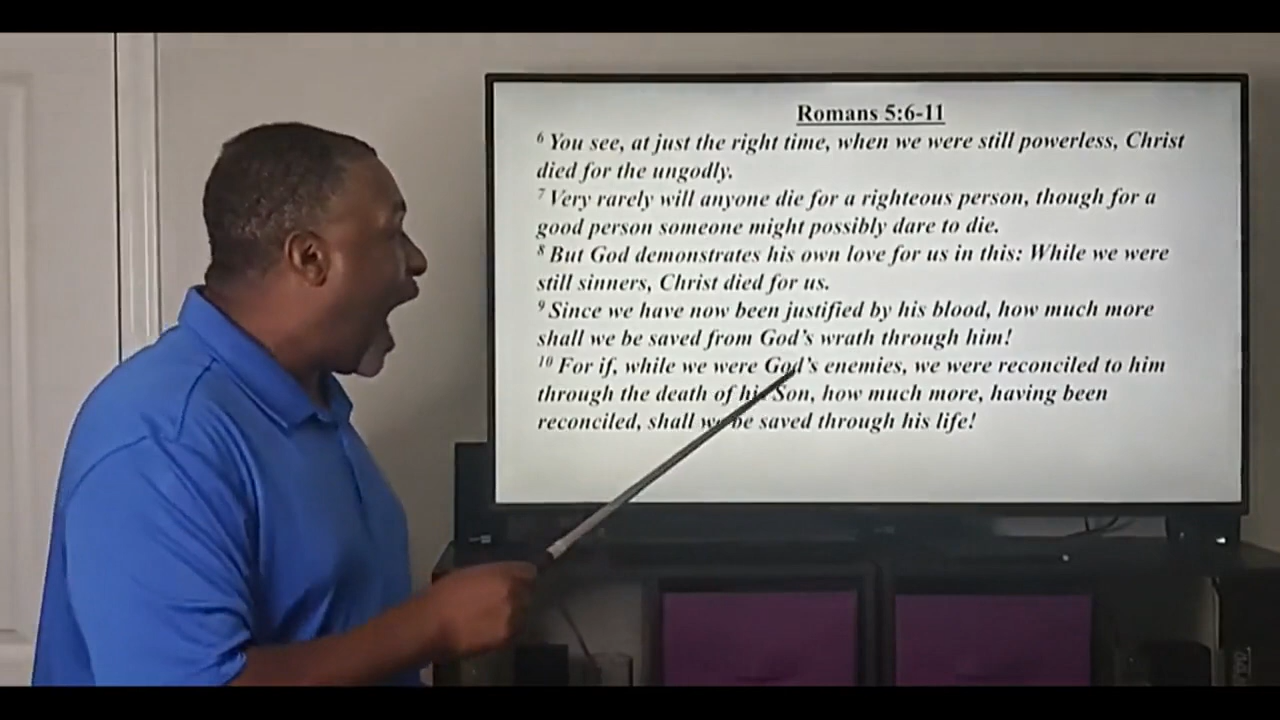 Romans 5:6-11
6 You see, at just the right time, when we were still powerless, Christ
died for the ungodly.
7 Very rarely will anyone die for a righteous person, though for a
good person someone might possibly dare to die.
8 But God demonstrates his own love for us in this: While we were
still sinners, Christ died for us.
9 Since we have now been justified by his blood, how much more
shall we be saved from God's wrath through him!
10 For if, while we were God's enemies, we were reconciled to him
through the death of his Son, how much more, having been
reconciled, shall we be saved through his life!